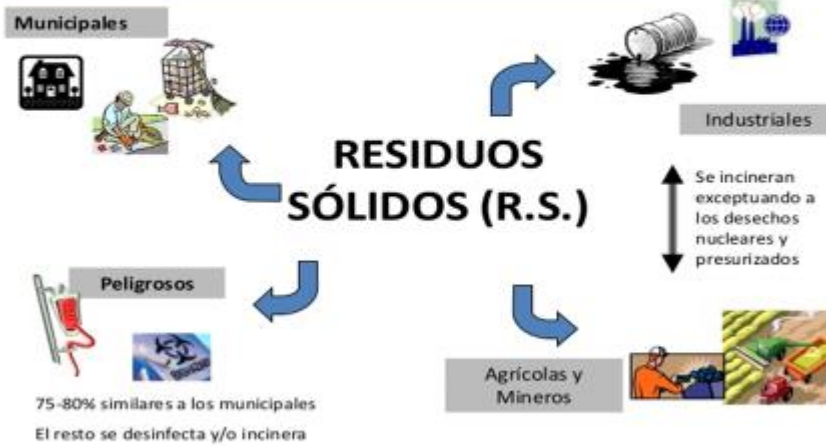 Municipales
RESIDUOS
SÓLIDOS (R.S.)
Industriales
Se incineran
exceptuando a
los desechos
nucleares y
presurizados
Peligrosos
75-80% similares a los municipales
El resto se desinfecta y/o incinera
Agrícolas y
Mineros